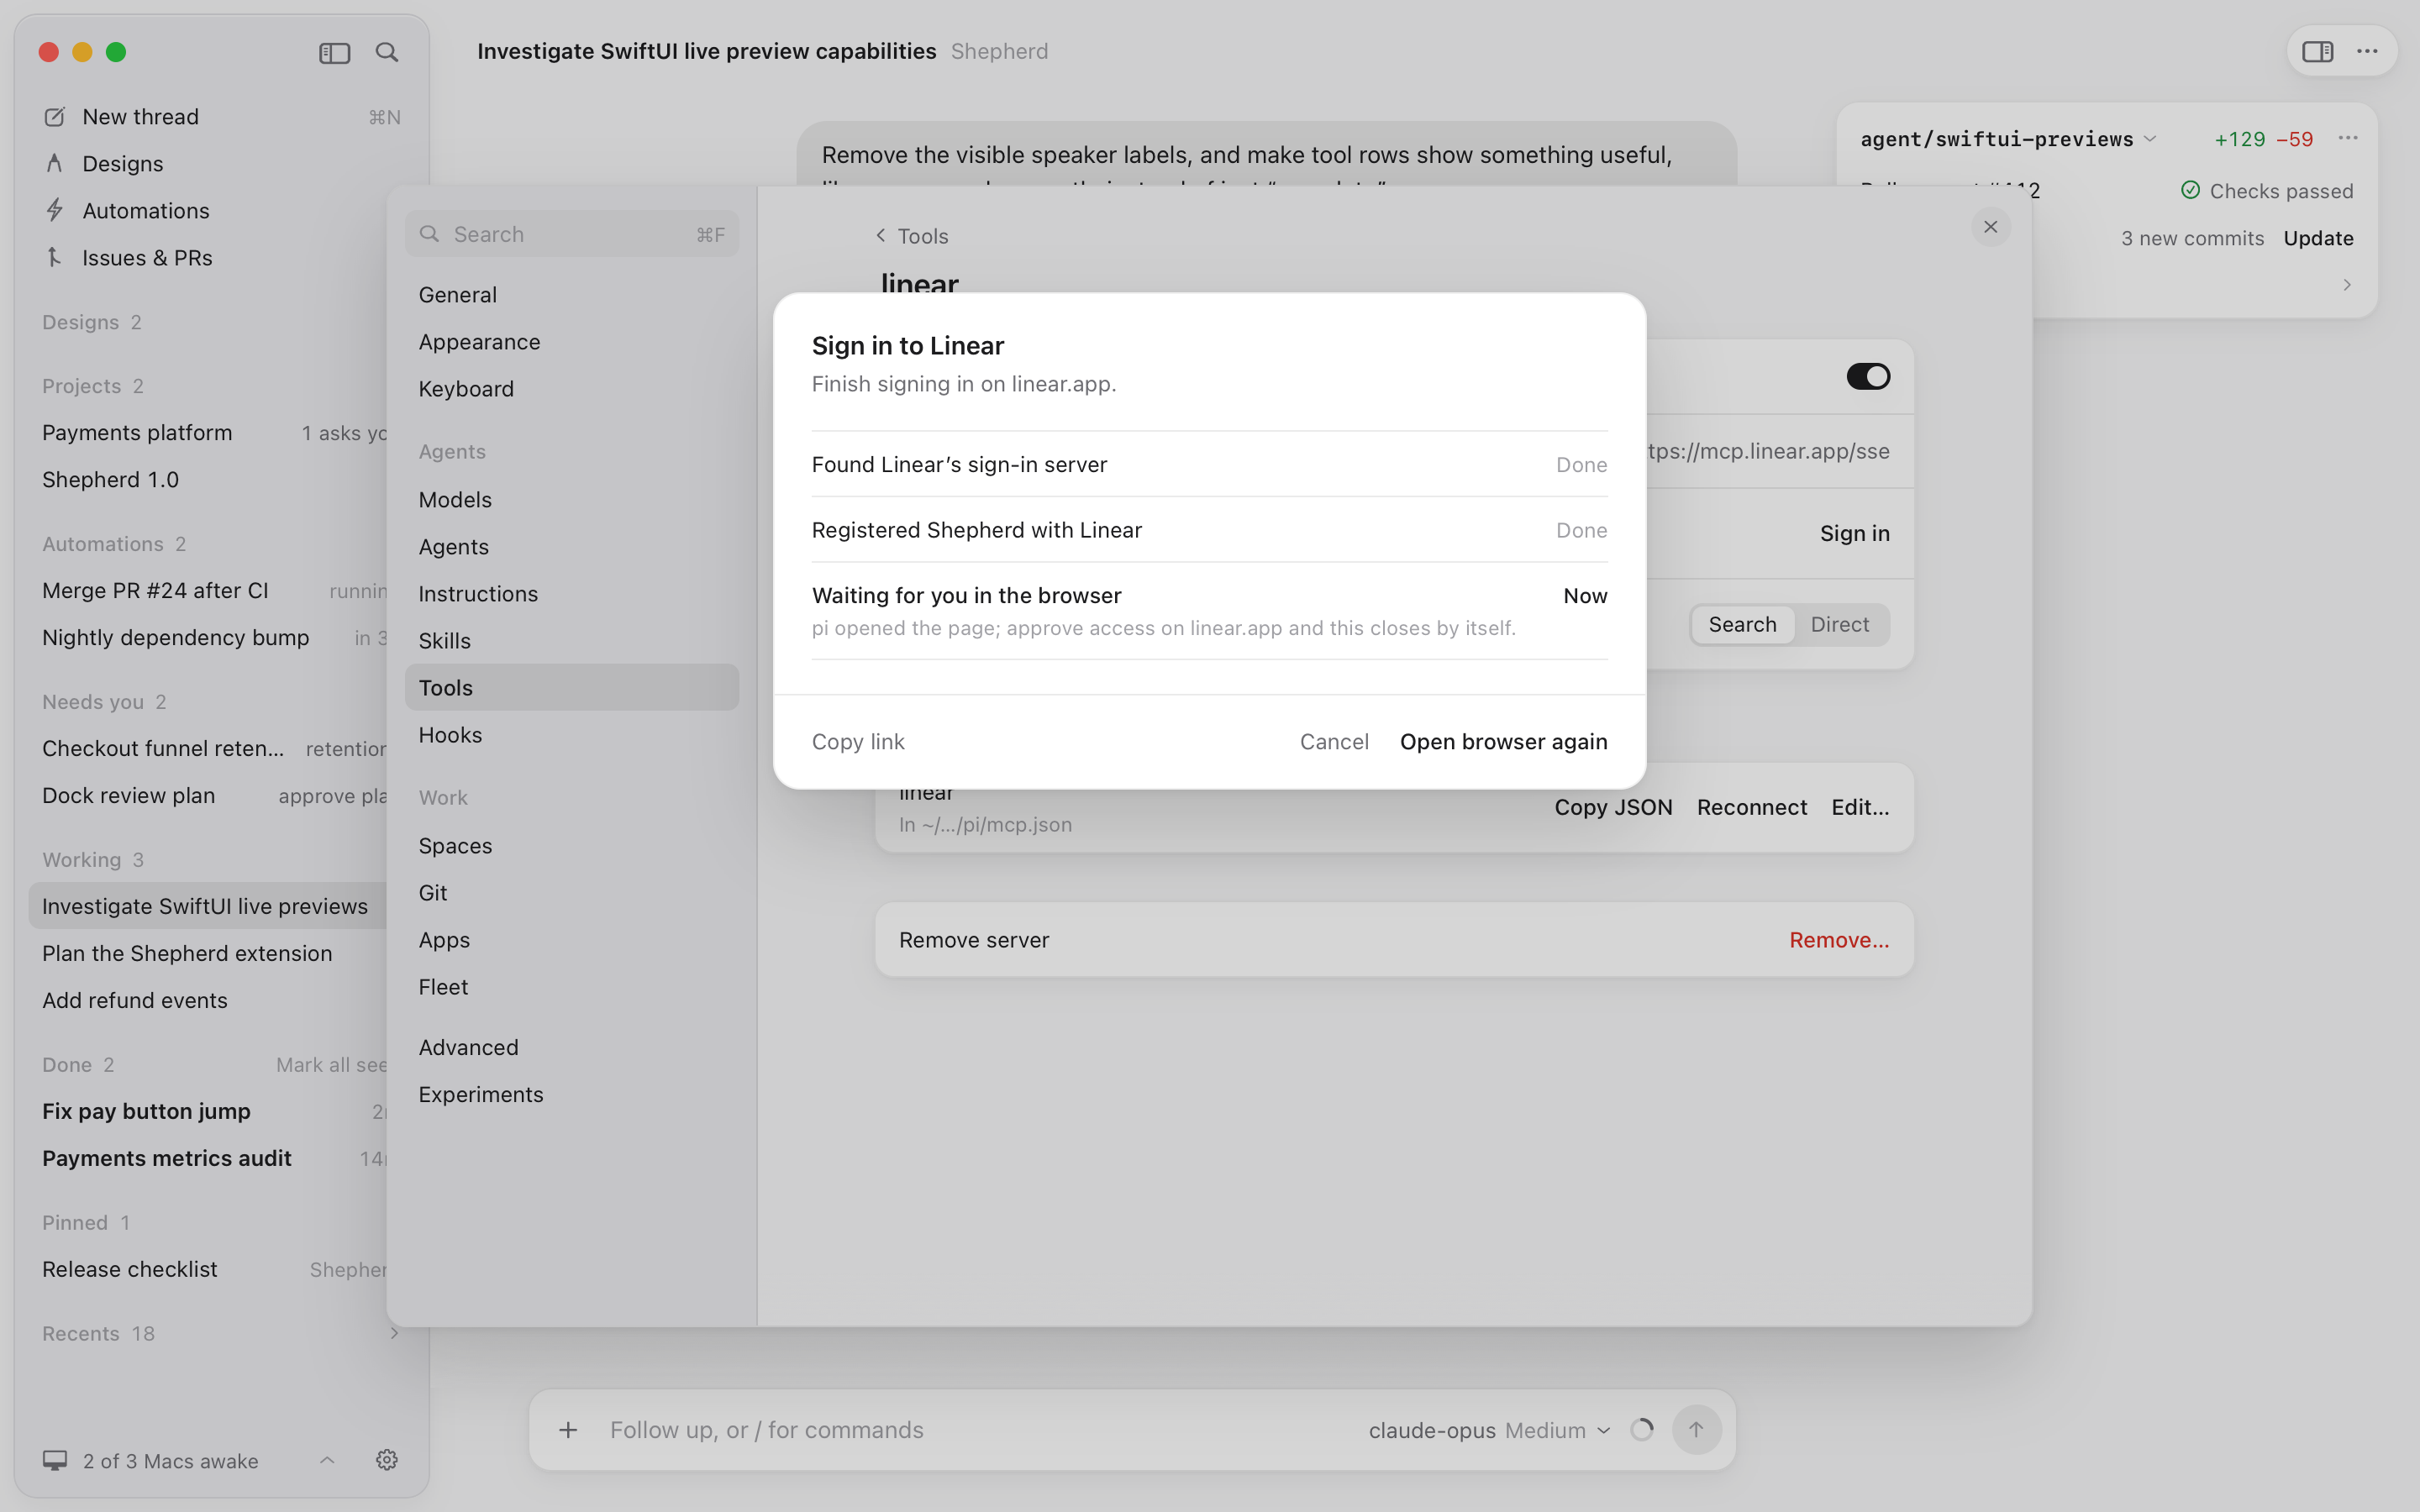 Investigate SwiftUI live preview capabilities Shepherd
New thread ⌘N
Designs
Automations
Issues & PRs
Designs 2
Projects 2
Payments platform 1 asks
Shepherd 1.0
Automations 2
Merge PR #24 after CI
Nightly dependency bump in
Needs you 2
Checkout funnel reten...
Dock review plan approve
Working 3
Investigate SwiftUI live previews
Plan the Shepherd extension
Add refund events
Done 2 Mark all
Fix pay button jump
Payments metrics audit
Pinned 1
Release checklist
Recents 18
2 of 3 Macs awake
Remove the visible speaker labels, and make tool rows show something useful,
agent/swiftui-previews +129 −59
Checks passed
3 new commits Update
Search ⌘F
General
Appearance
Keyboard
Agents
Models
Agents
Instructions
Skills
Tools
Hooks
Work
Spaces
Git
Apps
Fleet
Advanced
Experiments
Tools
linear
tps://mcp.linear.app/sse
Sign in
Search Direct
Sign in to Linear
Finish signing in on linear.app.
Found Linear’s sign-in server Done
Registered Shepherd with Linear Done
Waiting for you in the browser Now
pi opened the page; approve access on linear.app and this closes by itself.
Copy link Cancel Open browser again
linear
In ~/.../pi/mcp.json
Copy JSON Reconnect Edit...
Remove server Remove...
Follow up, or / for commands claude-opus Medium